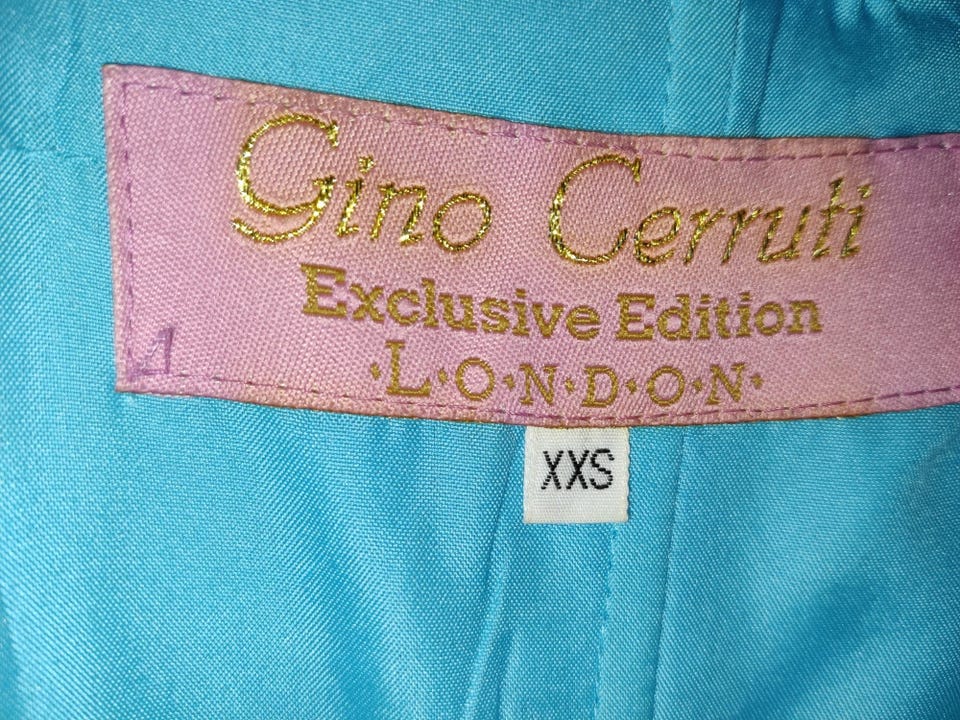 Gino Cerruti
Exclusive Edition
·L·O·N·D·O·N·
XXS